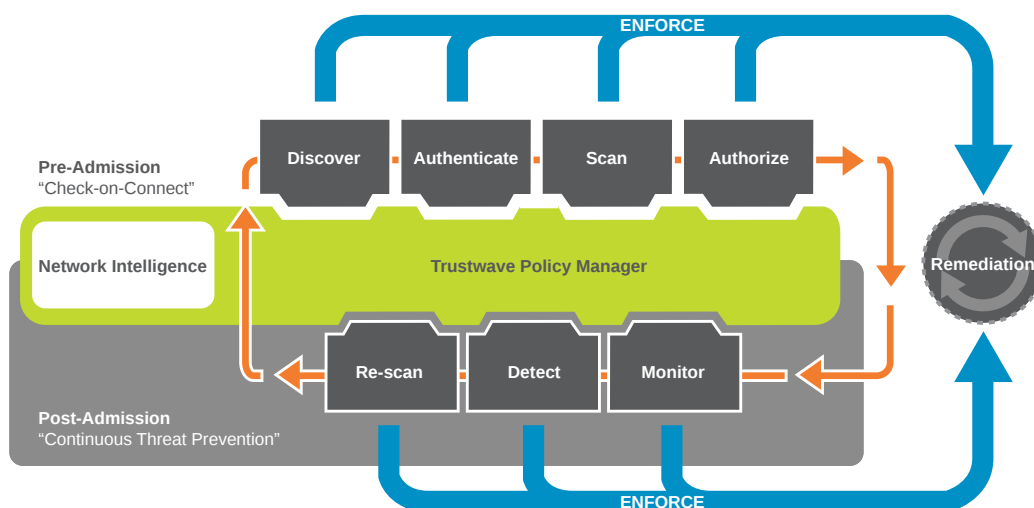 ENFORCE
Discover
Authenticate
Scan
Authorize
Pre-Admission
“Check-on-Connect”
Network Intelligence
Trustwave Policy Manager
Remediation
Re-scan
Detect
Monitor
Post-Admission
“Continuous Threat Prevention”
ENFORCE